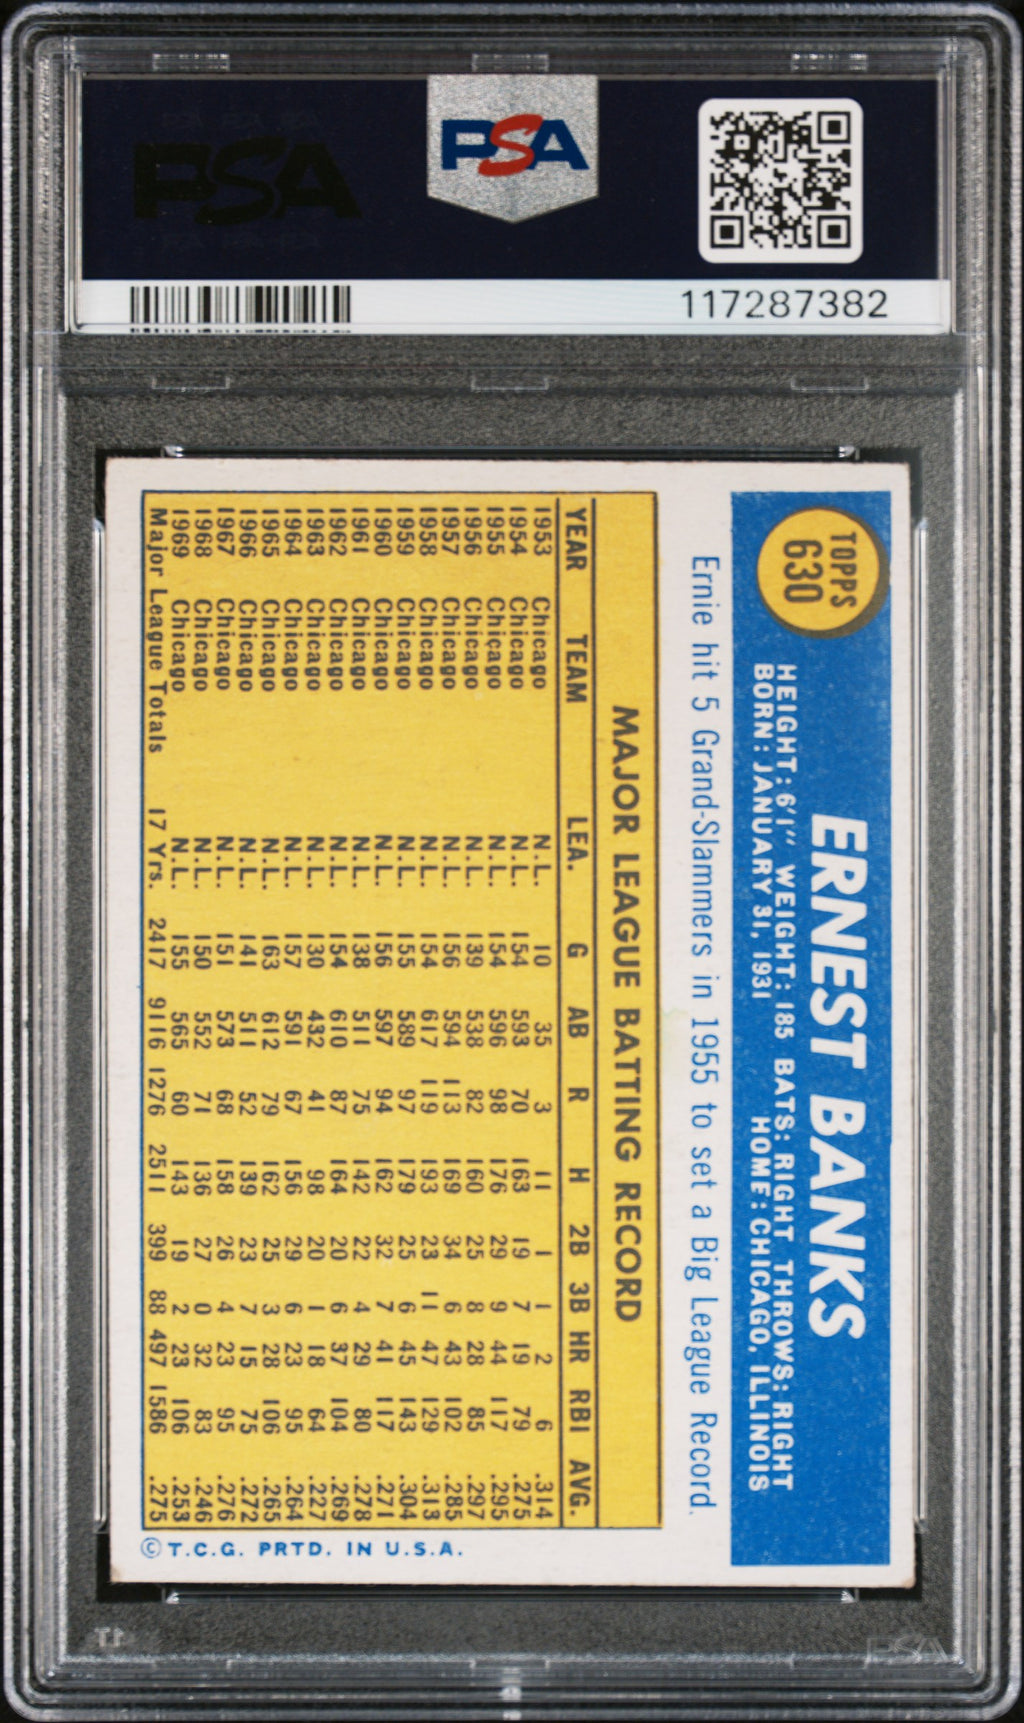 PSA
PSA
117287382
TOPPS
630
ERNEST BANKS
HEIGHT: 6'1" WEIGHT: 185 BATS: RIGHT THROWS: RIGHT
BORN: JANUARY 31, 1931 HOME: CHICAGO, ILLINOIS
Ernie hit 5 Grand-Slammers in 1955 to set a Big League Record.
MAJOR LEAGUE BATTING RECORD
YEAR TEAM LEA. G AB R H 2B 3B HR RBI AVG.
1953 Chicago N.L. 10 35 3 11 1 1 2 6 .314
1954 Chicago N.L. 154 593 70 163 19 7 19 79 .275
1955 Chicago N.L. 154 596 98 176 29 9 44 117 .295
1956 Chicago N.L. 139 538 82 160 25 8 28 85 .297
1957 Chicago N.L. 156 594 113 169 34 6 43 102 .285
1958 Chicago N.L. 154 617 119 193 23 11 47 129 .313
1959 Chicago N.L. 155 589 97 179 25 6 45 143 .304
1960 Chicago N.L. 156 597 94 162 32 7 41 117 .271
1961 Chicago N.L. 138 511 75 142 22 4 29 80 .278
1962 Chicago N.L. 154 610 87 164 20 6 37 104 .269
1963 Chicago N.L. 130 432 41 98 20 1 18 64 .227
1964 Chicago N.L. 157 591 67 156 29 6 23 95 .264
1965 Chicago N.L. 163 612 79 162 25 3 28 106 .265
1966 Chicago N.L. 141 511 52 139 23 7 15 75 .272
1967 Chicago N.L. 151 573 68 158 26 4 23 95 .276
1968 Chicago N.L. 150 552 71 136 27 0 32 83 .246
1969 Chicago N.L. 155 565 60 143 19 2 23 106 .253
Major League Totals 17 Yrs. 2417 9116 1276 2511 399 88 497 1586 .275
© T.C.G. PRTD. IN U.S.A.
PSA